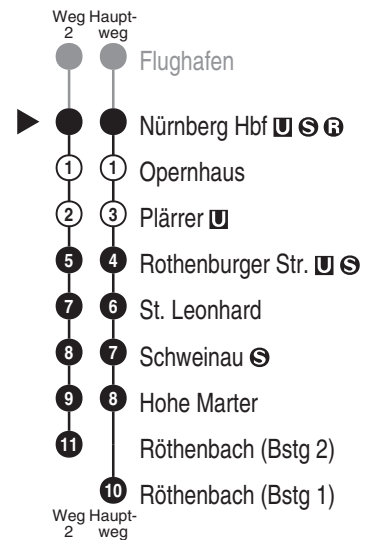 Weg Haupt-
2 weg
Flughafen
Nürnberg Hbf U S R
1 1 Opernhaus
2 3 Plärrer U
5 4 Rothenburger Str. U S
7 6 St. Leonhard
8 7 Schweinau S
9 8 Hohe Marter
11 Röthenbach (Bstg 2)
10 Röthenbach (Bstg 1)
Weg Haupt-
2 weg